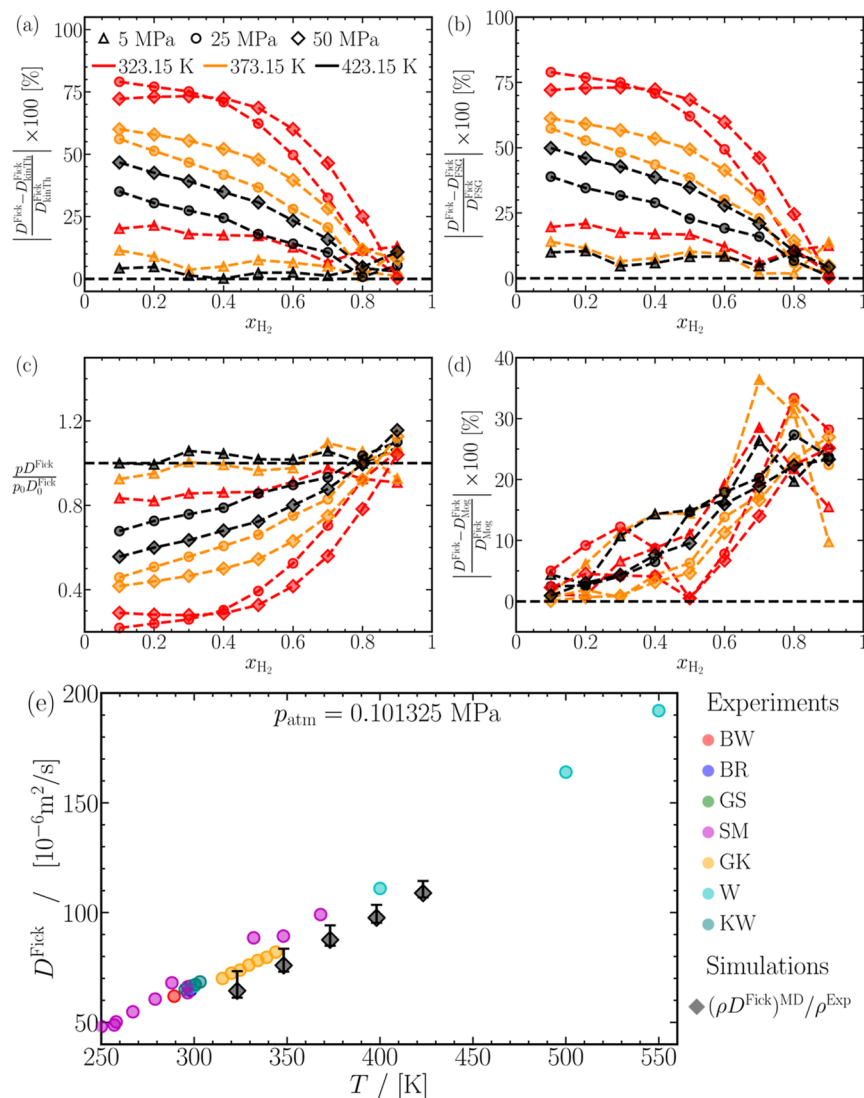 (a)
△ 5 MPa ○ 25 MPa ◇ 50 MPa
323.15 K 373.15 K 423.15 K
|D^Fick − D^Fick_kinTh / D^Fick_kinTh| ×100 [%]
100
75
50
25
0
0 0.2 0.4 0.6 0.8 1
x_H2
(b)
|D^Fick − D^Fick_FSG / D^Fick_FSG| ×100 [%]
100
75
50
25
0
0 0.2 0.4 0.6 0.8 1
x_H2
(c)
pD^Fick / p_0D_0^Fick
1.2
0.8
0.4
0 0.2 0.4 0.6 0.8 1
x_H2
(d)
|D^Fick − D^Fick_Mog / D^Fick_Mog| ×100 [%]
40
30
20
10
0
0 0.2 0.4 0.6 0.8 1
x_H2
(e)
p_atm = 0.101325 MPa
D^Fick / [10^−6 m^2/s]
200
150
100
50
250 300 350 400 450 500 550
T / [K]
Experiments
BW
BR
GS
SM
GK
W
KW
Simulations
(ρD^Fick)^MD/ρ^Exp